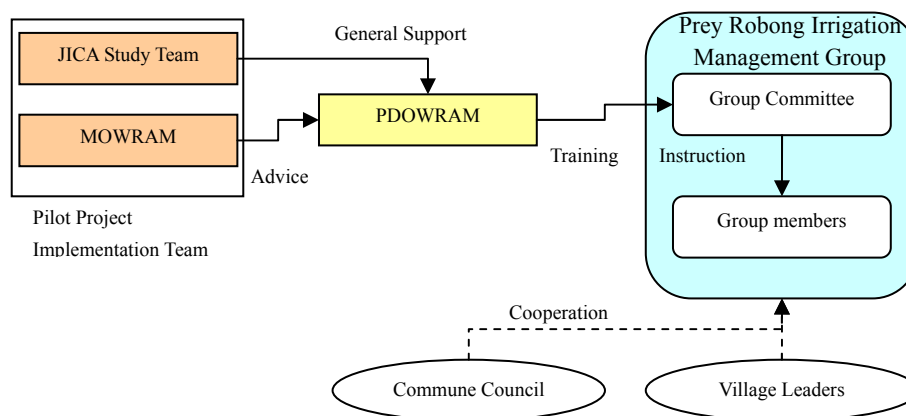 JICA Study Team
General Support
Prey Robong Irrigation
Management Group
MOWRAM
PDOWRAM
Group Committee
Advice
Training
Instruction
Pilot Project
Implementation Team
Group members
Cooperation
Commune Council
Village Leaders